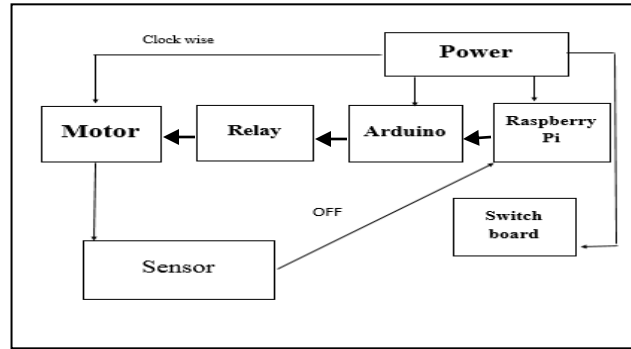 Clock wise
Power
Motor
Relay
Arduino
Raspberry
Pi
OFF
Switch
board
Sensor